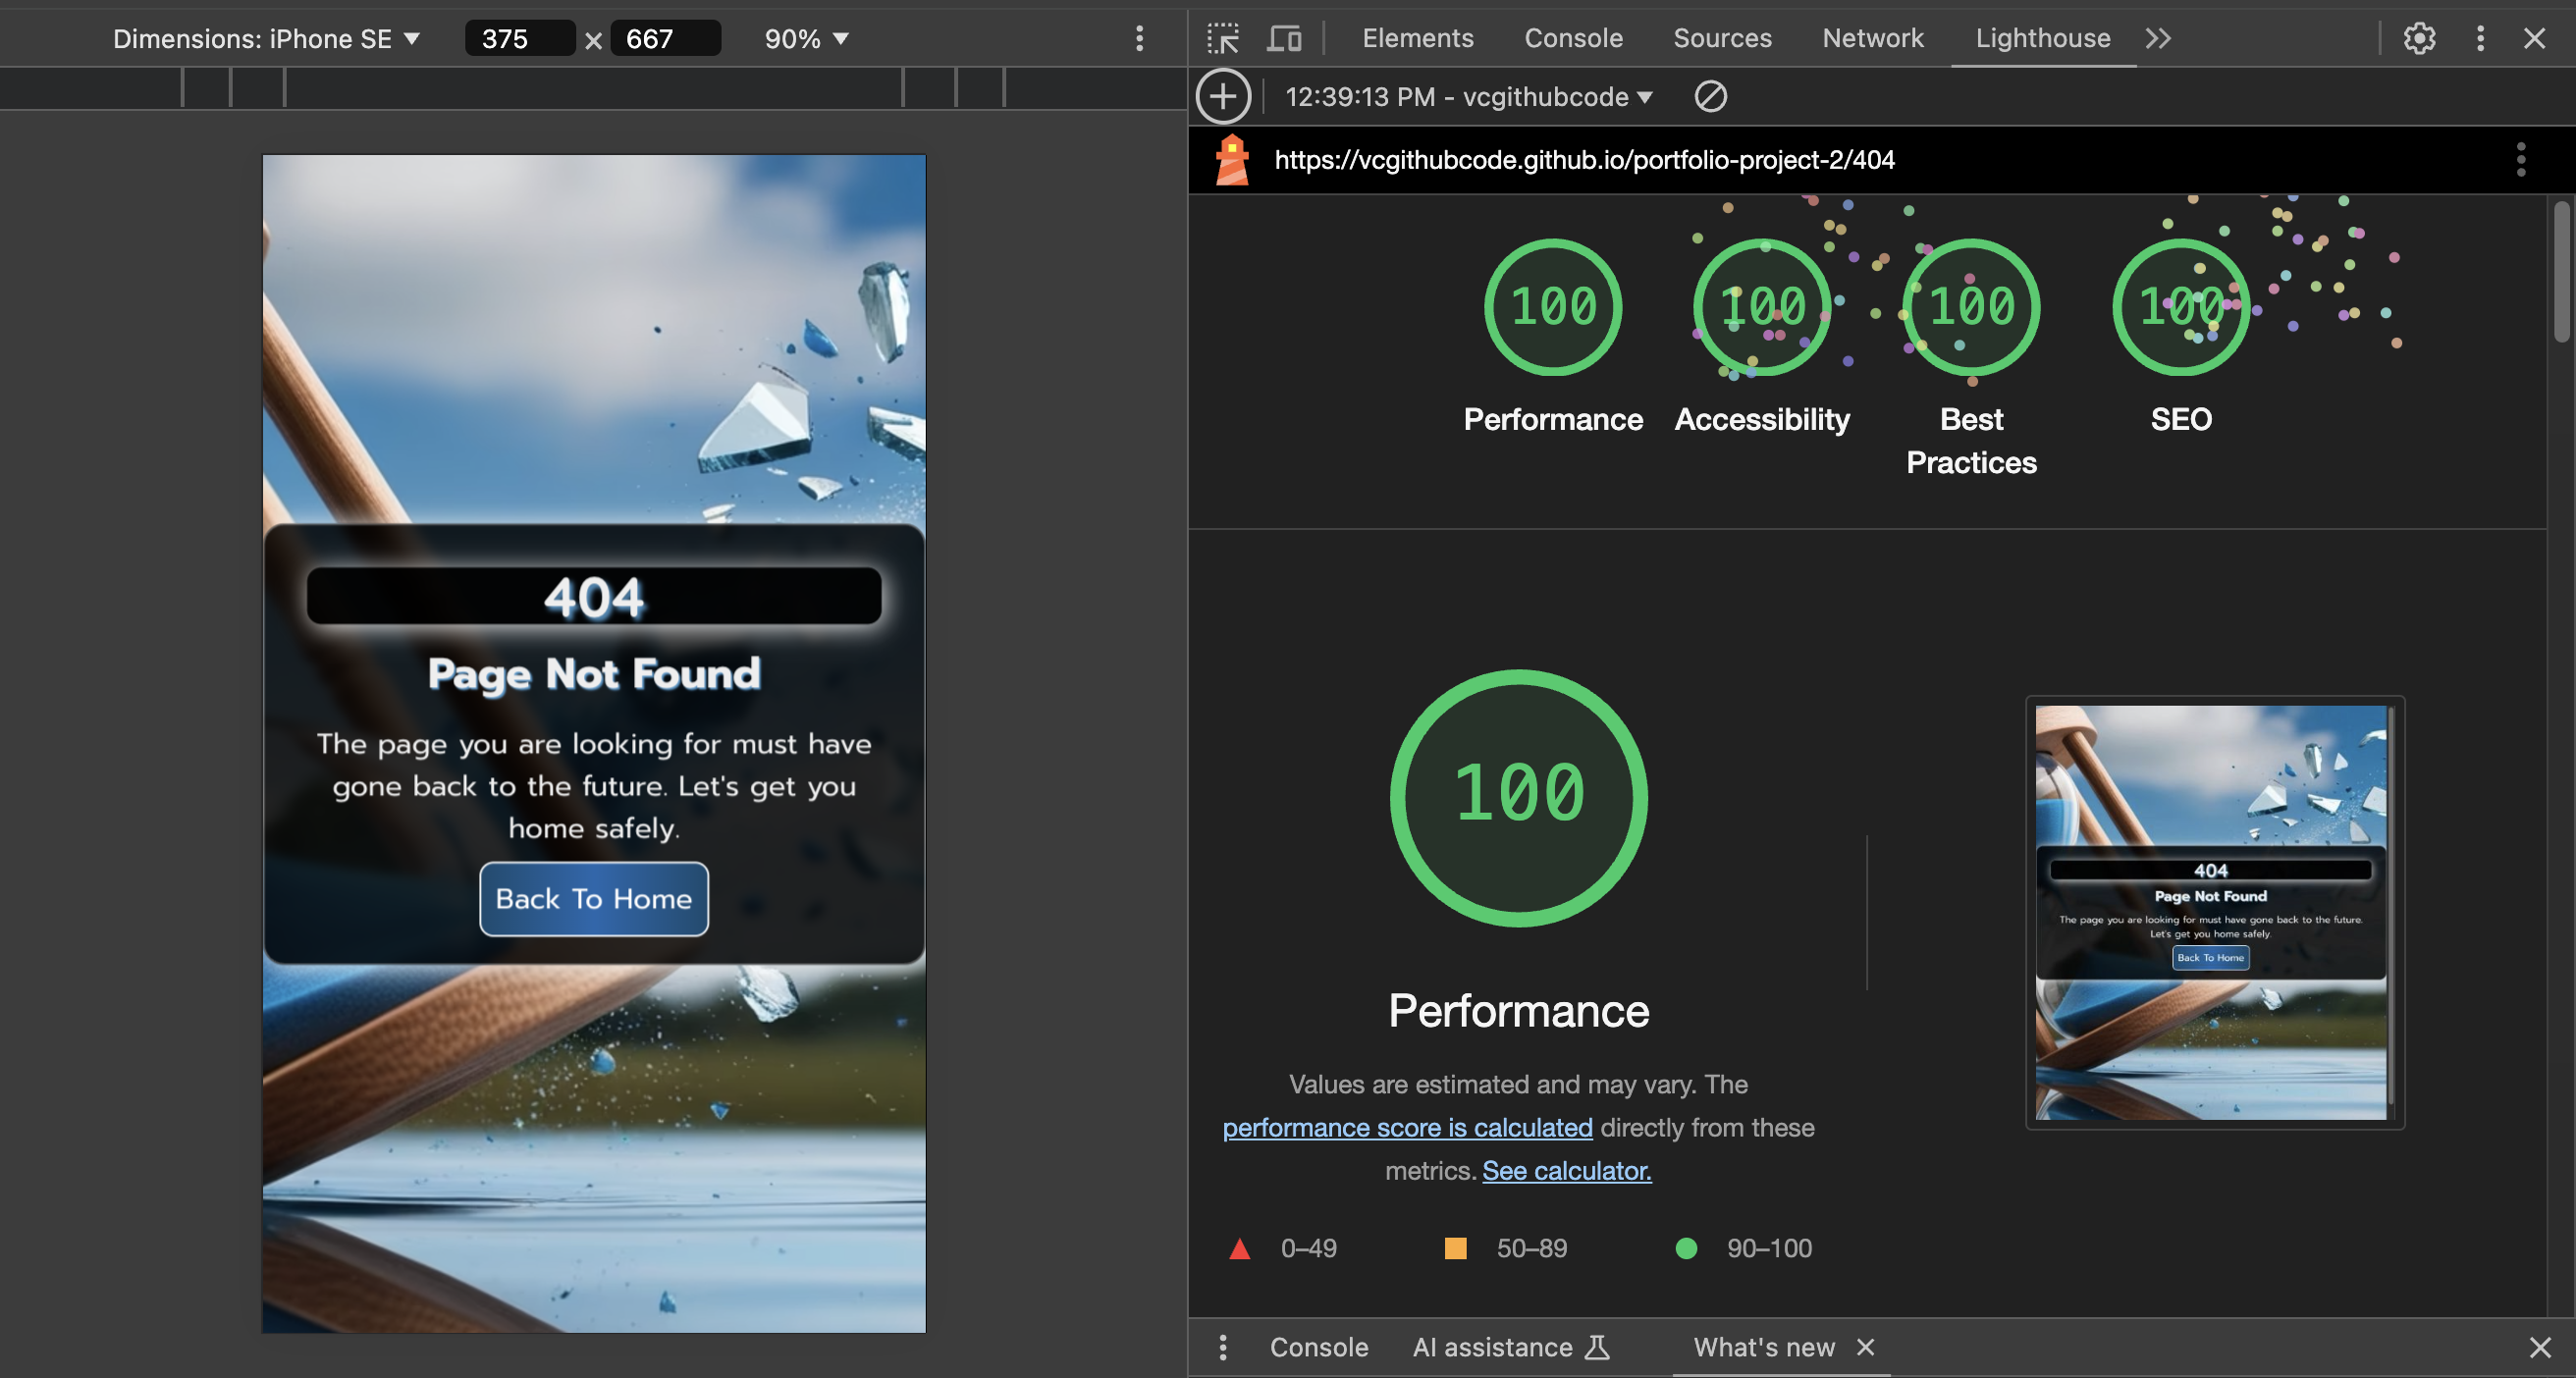 Dimensions: iPhone SE 375 × 667 90%
Elements Console Sources Network Lighthouse
12:39:13 PM - vcgithubcode
https://vcgithubcode.github.io/portfolio-project-2/404
100 100 100 100
Performance Accessibility Best Practices SEO
404
Page Not Found
The page you are looking for must have
gone back to the future. Let's get you
home safely.
Back To Home
100
Performance
Values are estimated and may vary. The
performance score is calculated directly from these
metrics. See calculator.
0–49 50–89 90–100
404
Page Not Found
The page you are looking for must have gone back to the future.
Let's get you home safely.
Back To Home
Console AI assistance What's new